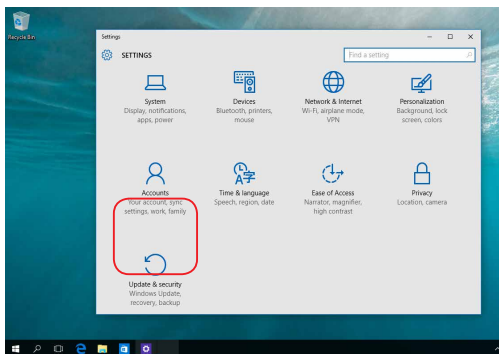 Recycle Bin
Settings
SETTINGS
Find a setting
System
Display, notifications,
apps, power
Devices
Bluetooth, printers,
mouse
Network & Internet
Wi-Fi, airplane mode,
VPN
Personalization
Background, lock
screen, colors
Accounts
Your account, sync
settings, work, family
Time & language
Speech, region, date
Ease of Access
Narrator, magnifier,
high contrast
Privacy
Location, camera
Update & security
Windows Update,
recovery, backup